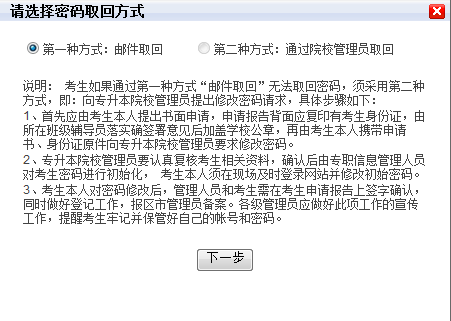 请选择密码取回方式
第一种方式：邮件取回 第二种方式：通过院校管理员取回
说明： 考生如果通过第一种方式“邮件取回”无法取回密码，须采用第二种
方式，即：向专升本院校管理员提出修改密码请求，具体步骤如下：
1、首先应由考生本人提出书面申请，申请报告背面应复印有考生身份证，由
所在班级辅导员落实确签署意见后加盖学校公章，再由考生本人携带申请
书、身份证原件向专升本院校管理员要求修改密码。
2、专升本院校管理员要认真复核考生相关资料，确认后由专职信息管理人员
对考生密码进行初始化， 考生本人须在现场及时登录网站并修改初始密码。
3、考生本人对密码修改后，管理人员和考生需在考生申请报告上签字确认，
同时做好登记工作，报区市管理员备案。各级管理员应做好此项工作的宣传
工作，提醒考生牢记并保管好自己的帐号和密码。
下一步